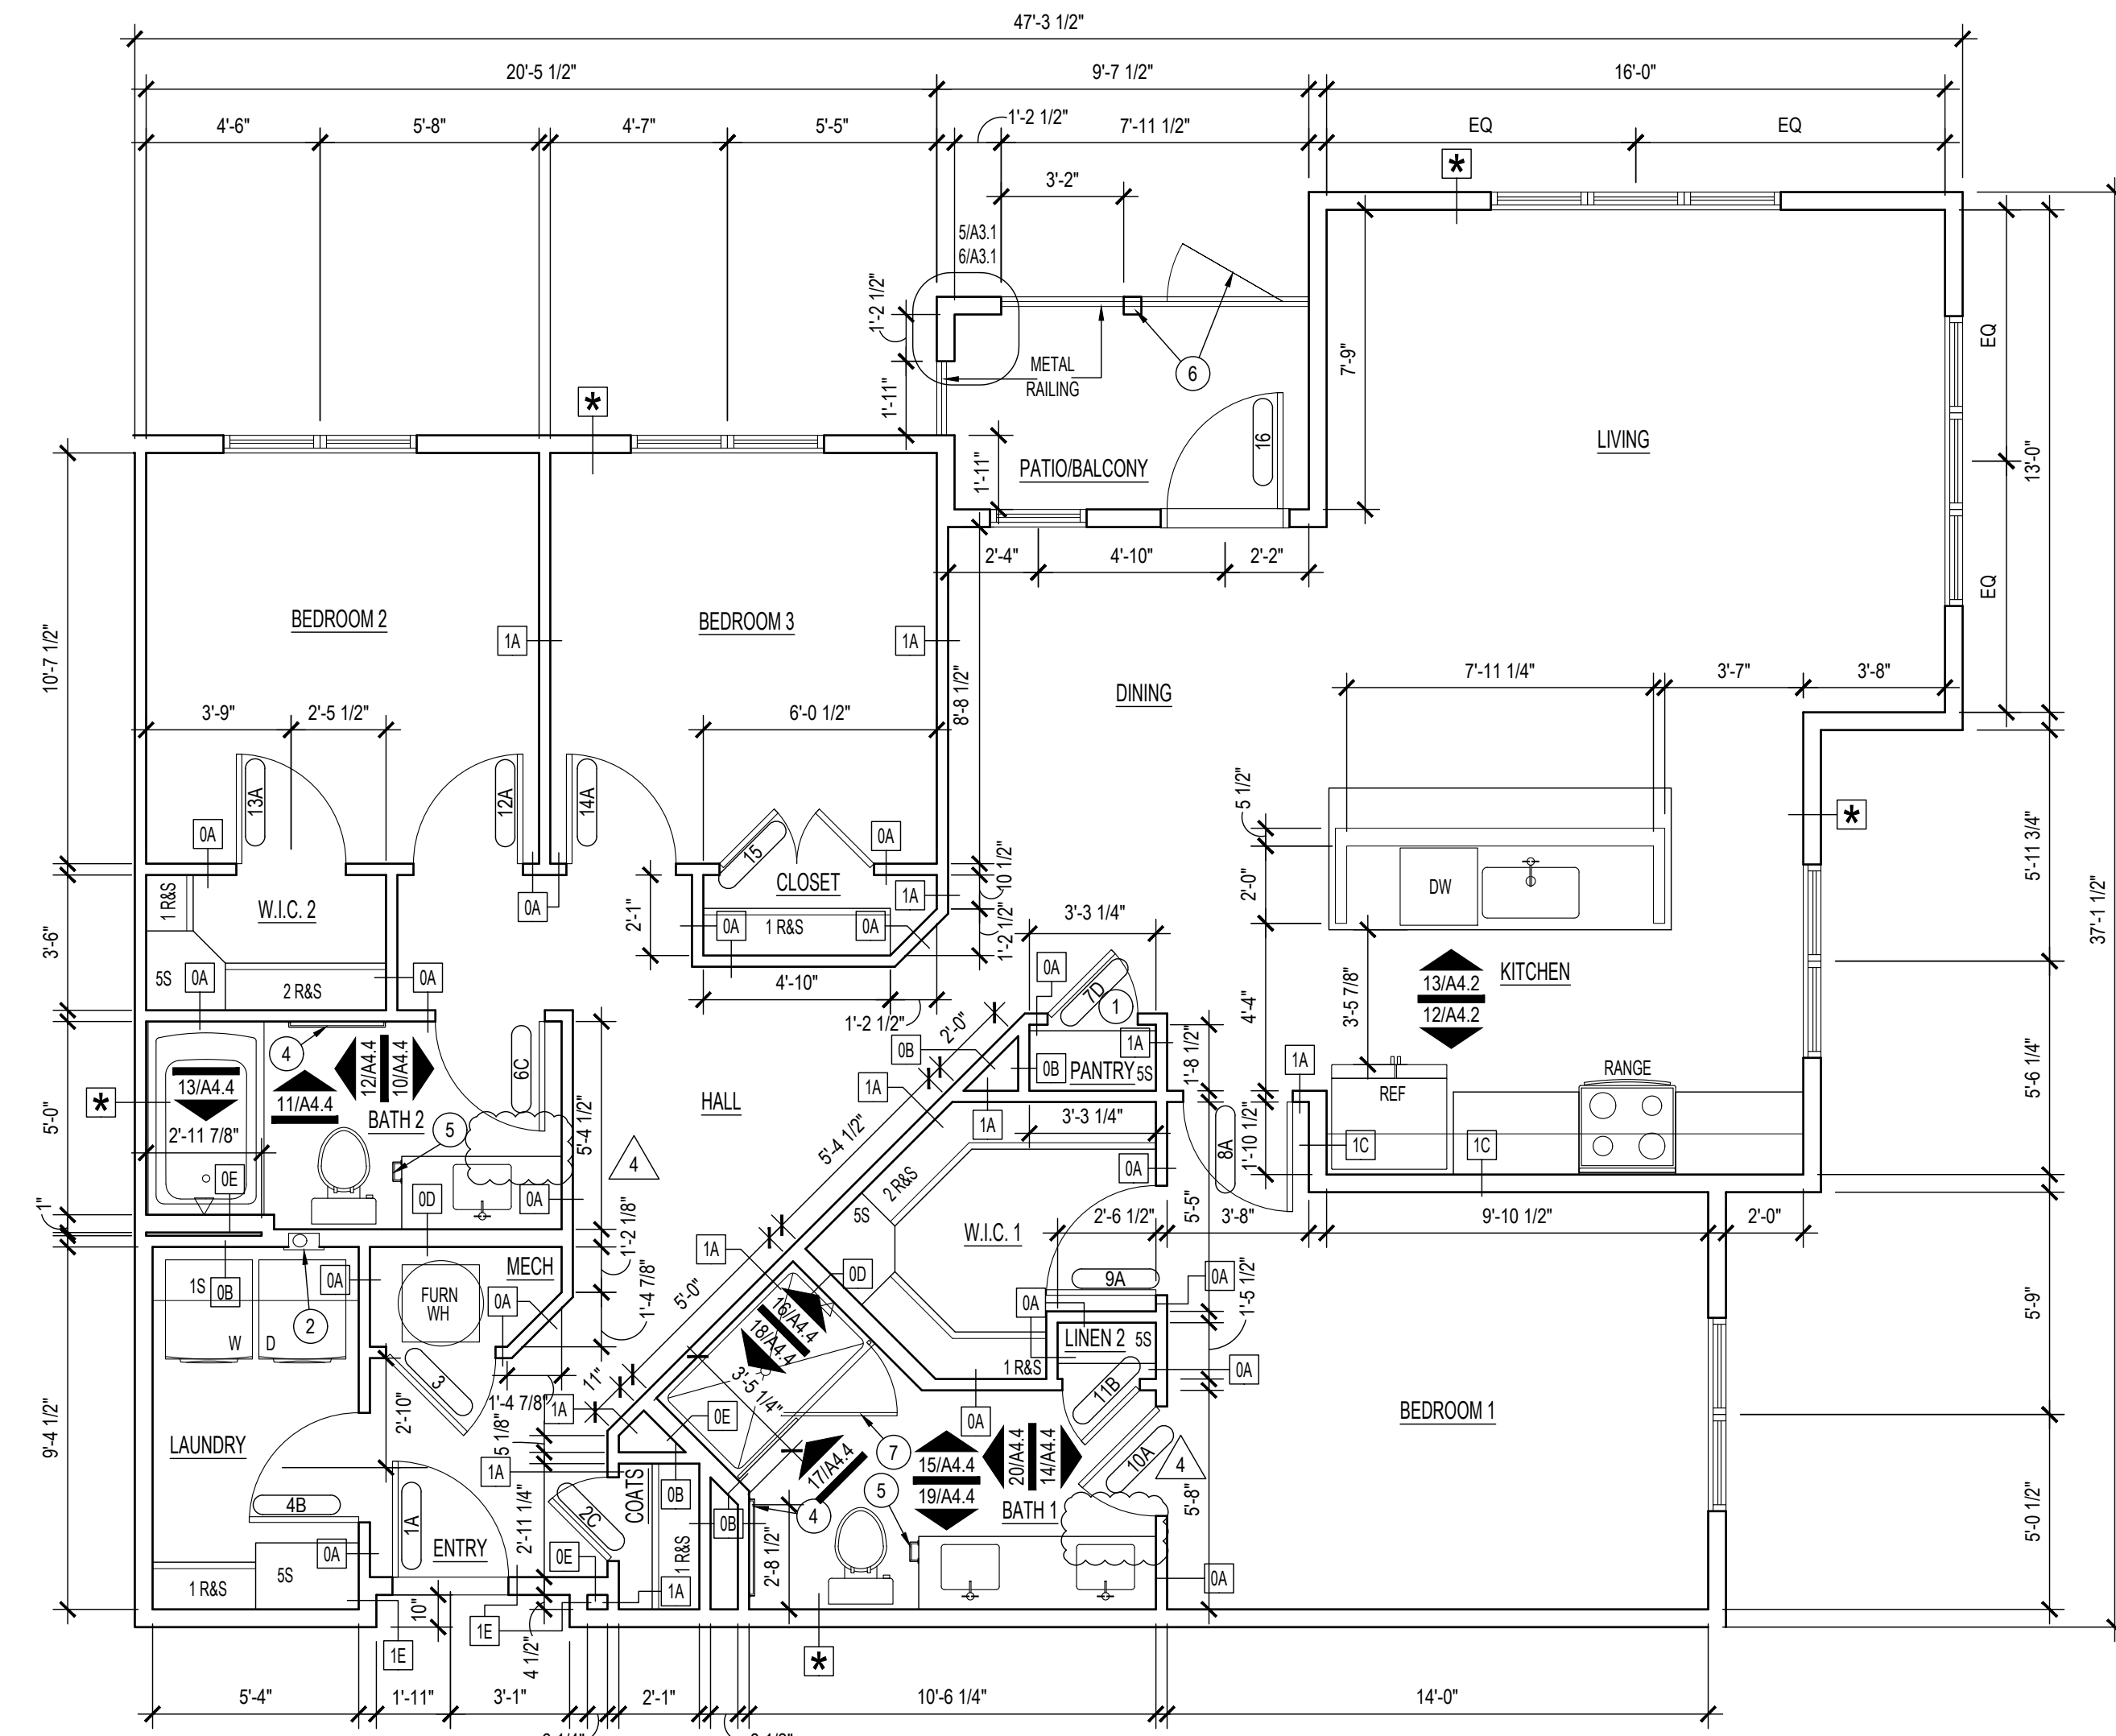 47'-3 1/2"
20'-5 1/2"
9'-7 1/2"
16'-0"
4'-6"
5'-8"
4'-7"
5'-5"
1'-2 1/2"
7'-11 1/2"
EQ
EQ
*
3'-2"
5/A3.1
6/A3.1
1'-2 1/2"
1'-11"
METAL
RAILING
6
7'-9"
EQ
*
16
LIVING
13'-0"
PATIO/BALCONY
1'-11"
2'-4"
4'-10"
2'-2"
EQ
10'-7 1/2"
BEDROOM 2
1A
BEDROOM 3
1A
8'-8 1/2"
DINING
7'-11 1/4"
3'-7"
3'-8"
3'-9"
2'-5 1/2"
6'-0 1/2"
13A
12A
14A
15
0A
0A
5 1/2"
*
5'-11 3/4"
37'-1 1/2"
1 R&S
W.I.C. 2
0A
2'-1"
CLOSET
1A
10 1/2"
2'-0"
DW
3'-6"
0A
1 R&S
0A
1'-2 1/2"
3'-3 1/4"
5S
0A
2 R&S
0A
4'-10"
1'-2 1/2"
2'-0"
0A
7D
1
4'-4"
3'-5 7/8"
13/A4.2
12/A4.2
KITCHEN
4
12/A4.4
10/A4.4
6C
0B
0B
PANTRY
1A
5S
1'-8 1/2"
1A
REF
RANGE
5'-6 1/4"
*
13/A4.4
11/A4.4
BATH 2
5
HALL
1A
1A
3'-3 1/4"
5'-0"
2'-11 7/8"
5'-4 1/2"
4
5'-4 1/2"
0A
8A
1'-10 1/2"
1C
1C
0E
0D
0A
2 R&S
5S
W.I.C. 1
2'-6 1/2"
5'-5"
3'-8"
9'-10 1/2"
2'-0"
1"
1'-2 1/8"
1A
0D
9A
0A
1S
0B
0A
MECH
FURN
WH
0A
1'-4 7/8"
5'-0"
16/A4.4
18/A4.4
0A
1'-5 1/2"
5'-9"
W
D
2
LINEN 2
5S
1 R&S
0A
3
11"
1'-4 7/8"
1A
3'-5 1/4"
0E
11B
0A
BEDROOM 1
9'-4 1/2"
LAUNDRY
2'-10"
5 1/8"
7
17/A4.4
15/A4.4
19/A4.4
20/A4.4
14/A4.4
10A
4
1A
COATS
0B
5
4
BATH 1
5'-8"
4B
1A
ENTRY
2'-11 1/4"
2C
0B
5'-0 1/2"
0A
0E
1 R&S
2'-8 1/2"
1 R&S
5S
1A
0A
10"
1E
1E
4 1/2"
*
5'-4"
1'-11"
3'-1"
2'-1"
10'-6 1/4"
14'-0"